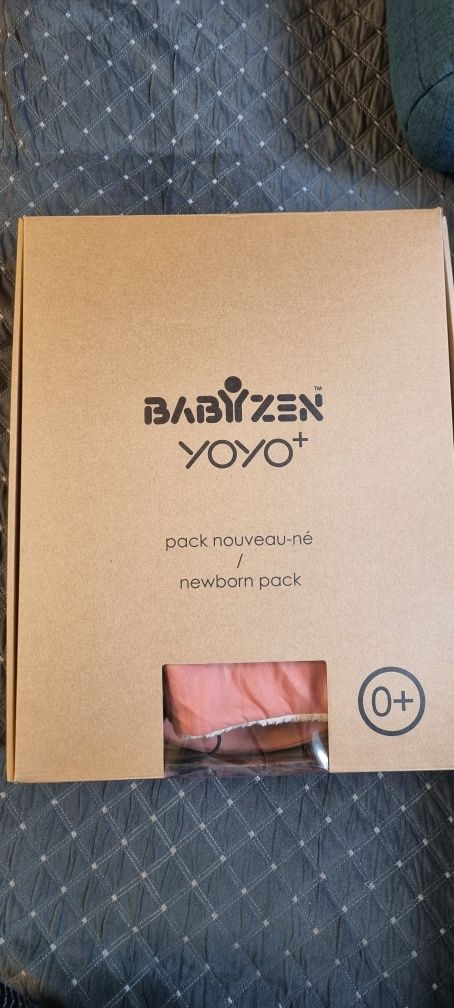 BABYZEN™
YOYO+
pack nouveau-né
/
newborn pack
0+